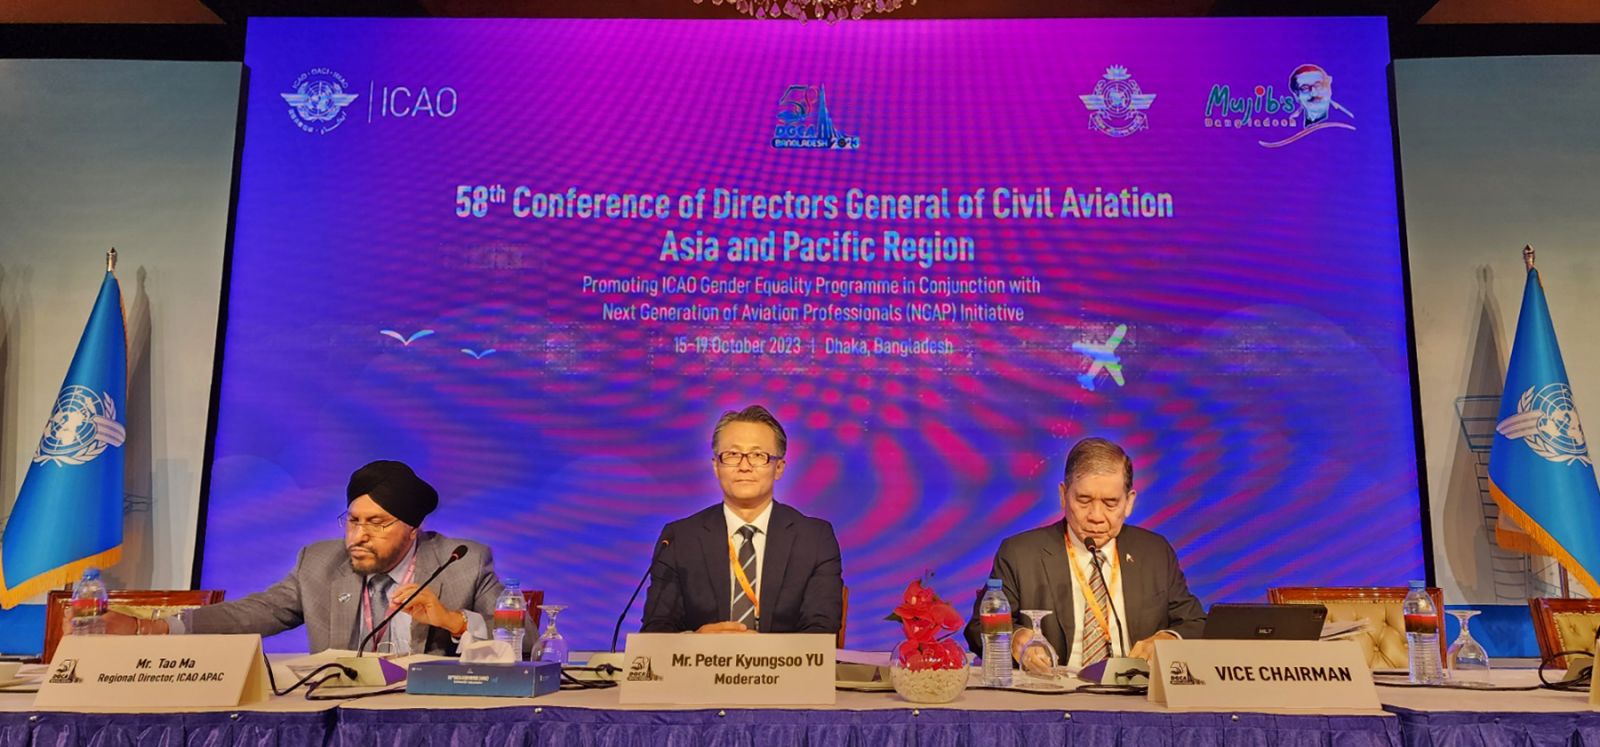 ICAO
DGCA
BANGLADESH 2023
Mujib's
Bangladesh
58th Conference of Directors General of Civil Aviation
Asia and Pacific Region
Promoting ICAO Gender Equality Programme in Conjunction with
Next Generation of Aviation Professionals (NGAP) Initiative
15-19 October 2023 | Dhaka, Bangladesh
Mr. Tao Ma
Regional Director, ICAO APAC
Mr. Peter Kyungsoo YU
Moderator
VICE CHAIRMAN